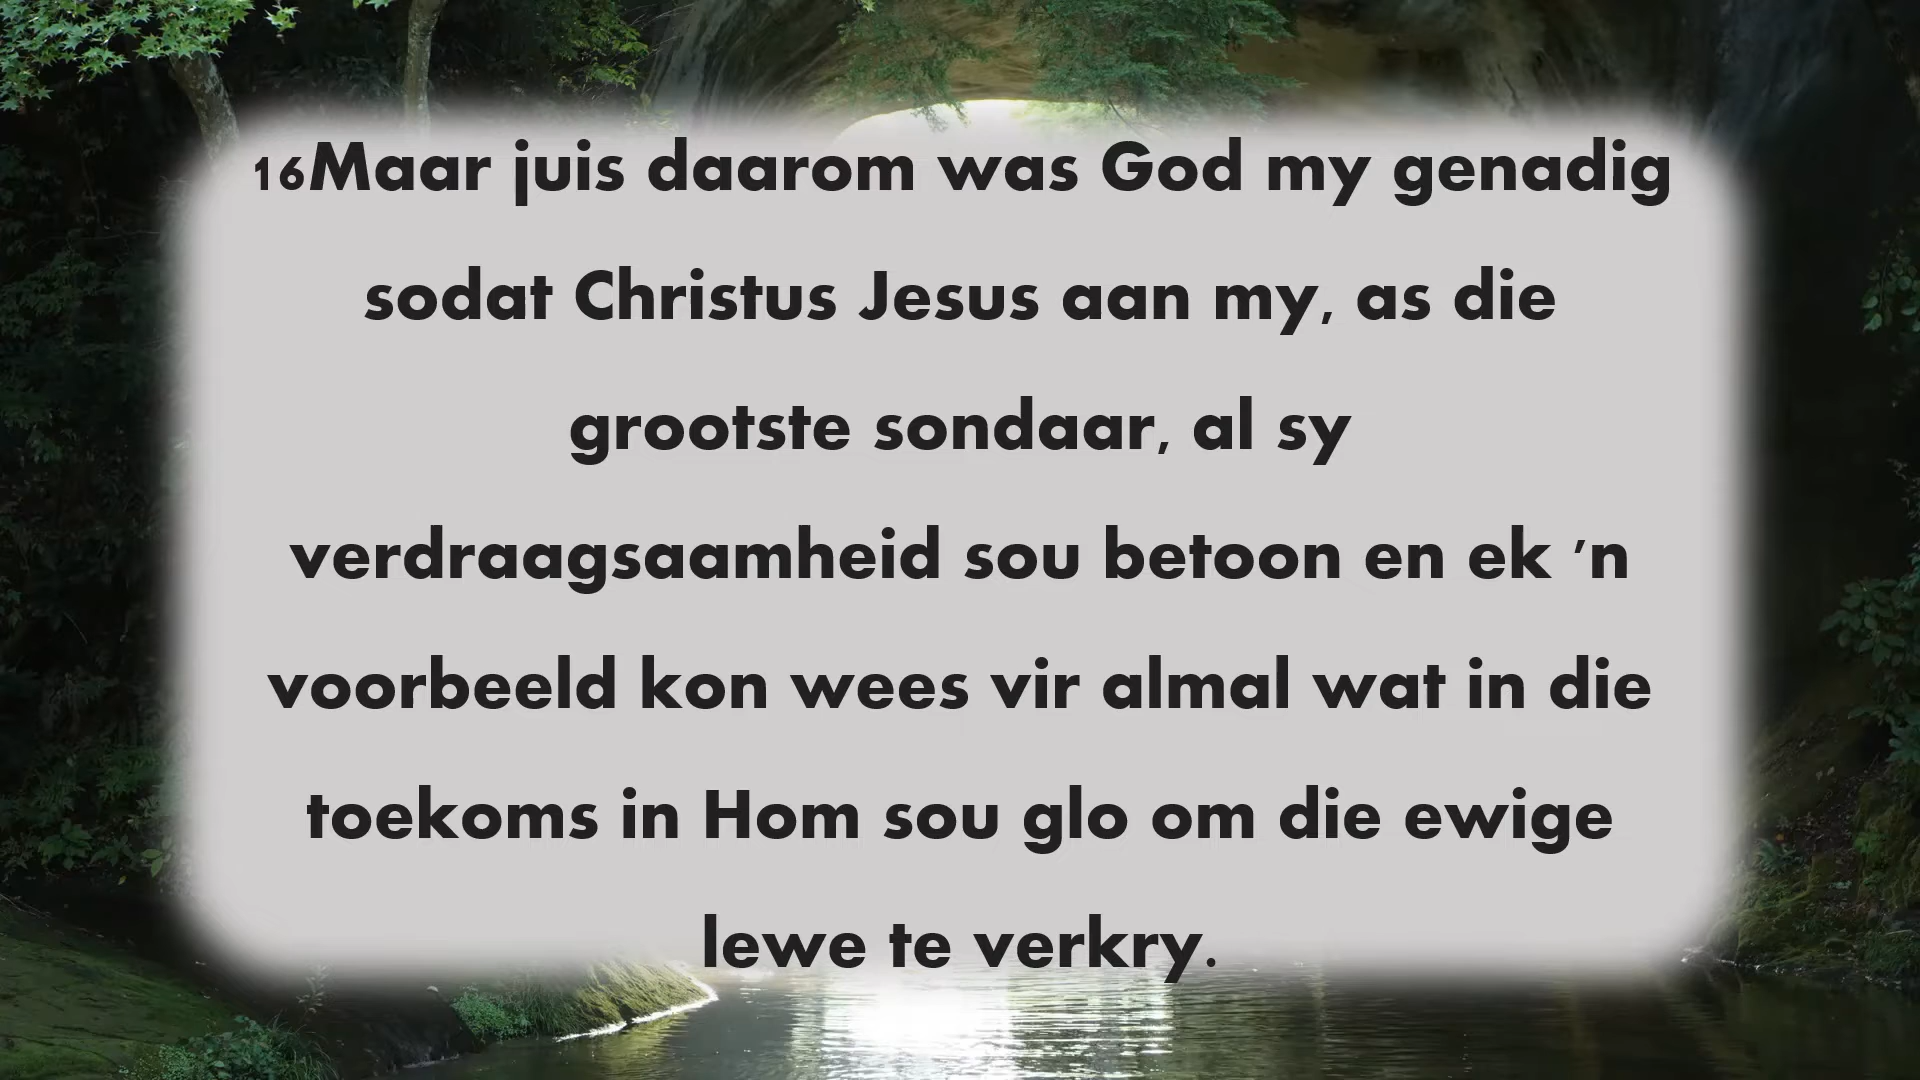 16Maar juis daarom was God my genadig
sodat Christus Jesus aan my, as die
grootste sondaar, al sy
verdraagsaamheid sou betoon en ek ’n
voorbeeld kon wees vir almal wat in die
toekoms in Hom sou glo om die ewige
lewe te verkry.